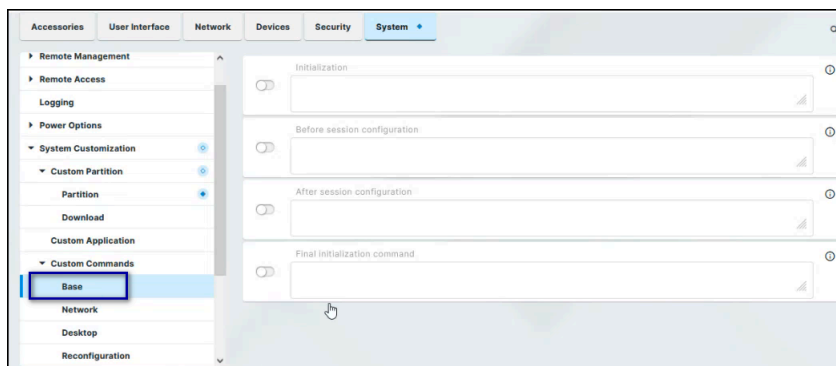 Accessories User Interface Network Devices Security System
Remote Management
Remote Access
Logging
Power Options
System Customization
Custom Partition
Partition
Download
Custom Application
Custom Commands
Base
Network
Desktop
Reconfiguration
Initialization
Before session configuration
After session configuration
Final initialization command